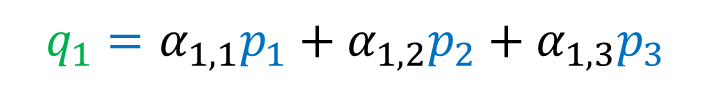 q₁ = α₁,₁p₁ + α₁,₂p₂ + α₁,₃p₃